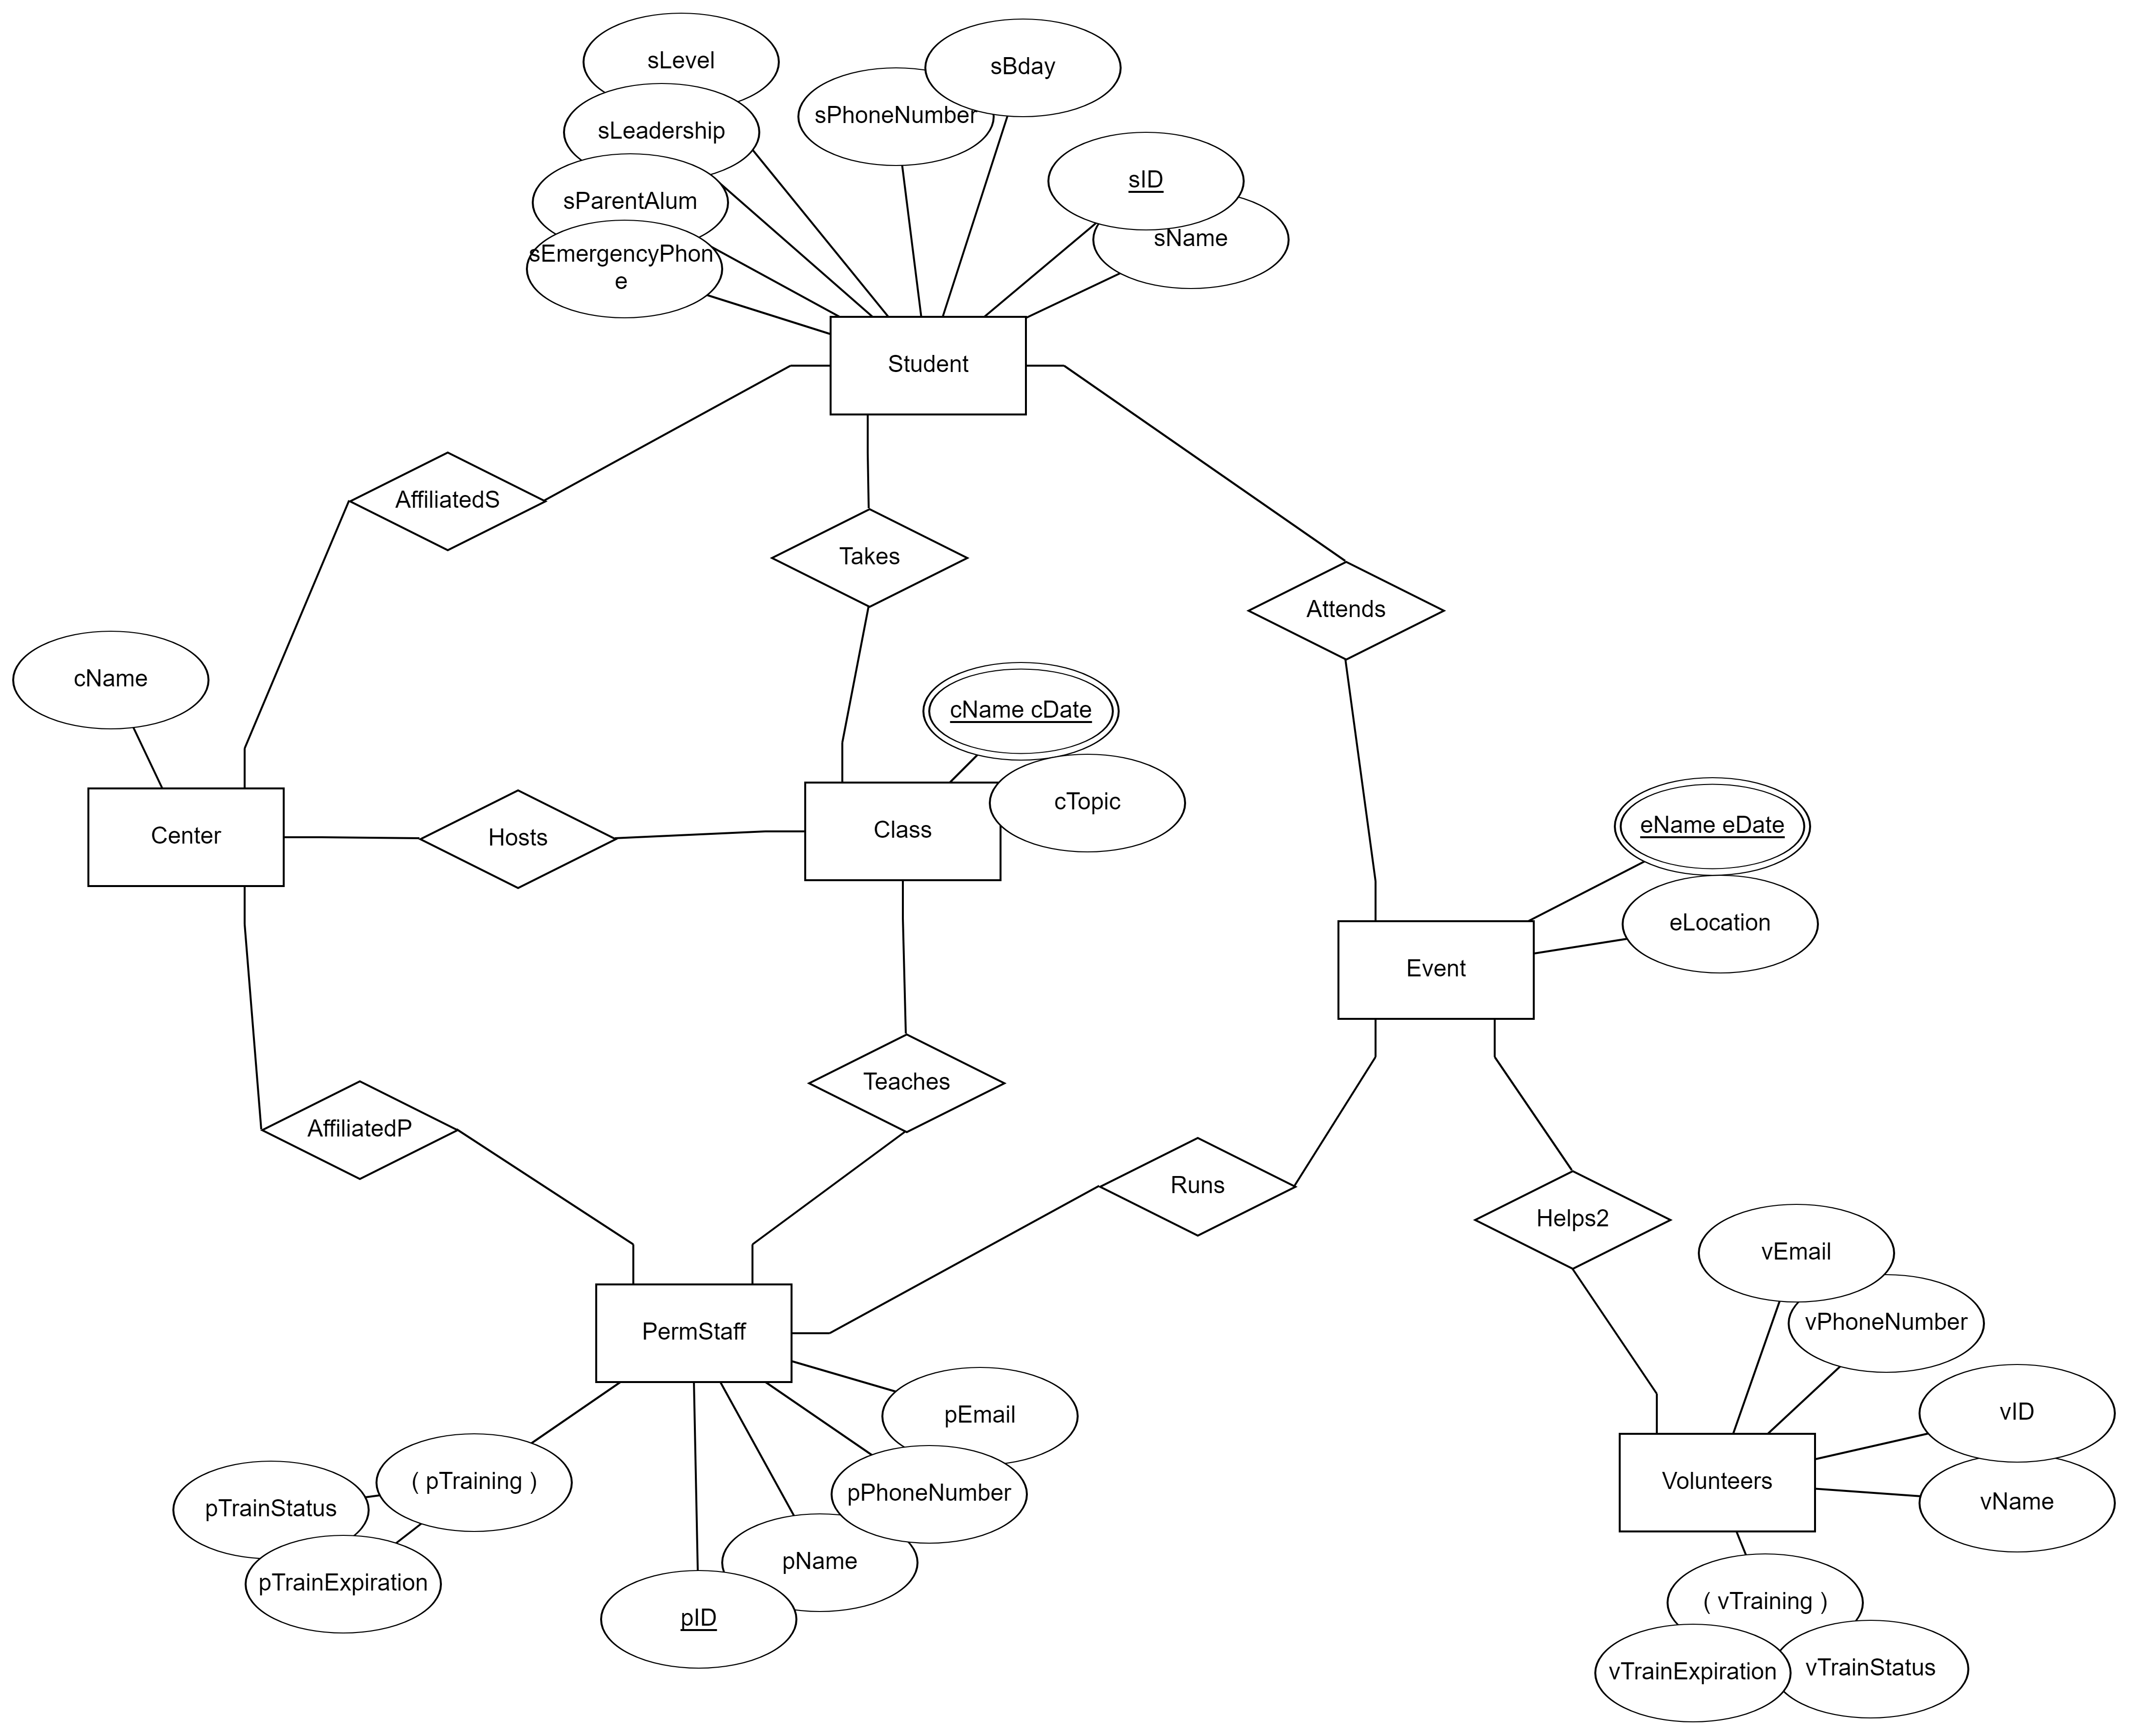 sLevel
sBday
sPhoneNumber
sLeadership
sID
sParentAlum
sName
sEmergencyPhon
e
Student
AffiliatedS
Takes
Attends
cName
cName cDate
cTopic
Center
Hosts
Class
eName eDate
eLocation
Event
Teaches
AffiliatedP
Runs
Helps2
vEmail
vPhoneNumber
PermStaff
pEmail
vID
( pTraining )
pPhoneNumber
Volunteers
vName
pTrainStatus
pName
pTrainExpiration
pID
( vTraining )
vTrainExpiration
vTrainStatus